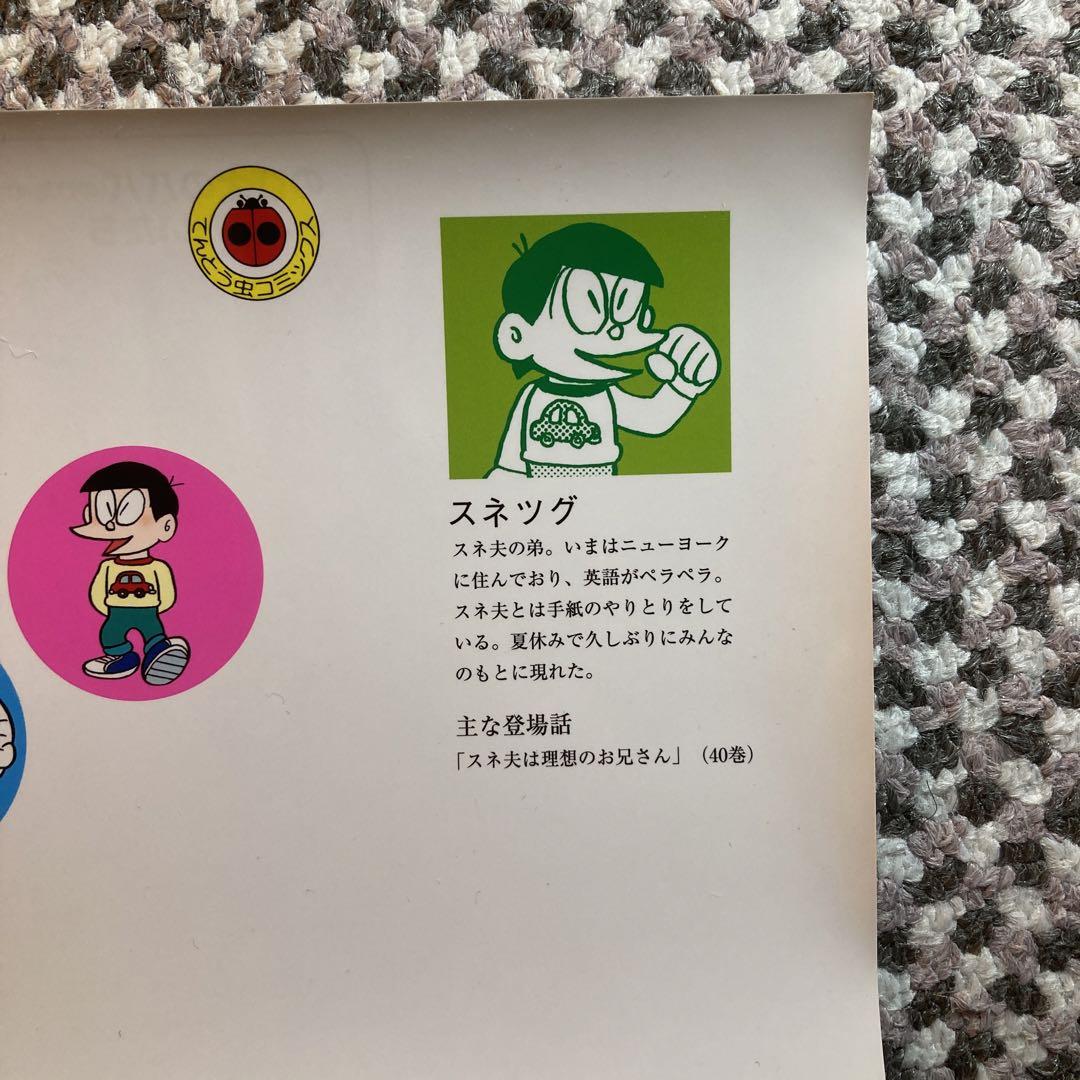 てんとう虫コミックス
スネツグ
スネ夫の弟。いまはニューヨーク
に住んでおり、英語がペラペラ。
スネ夫とは手紙のやりとりをして
いる。夏休みで久しぶりにみんな
のもとに現れた。
主な登場話
「スネ夫は理想のお兄さん」（40巻）